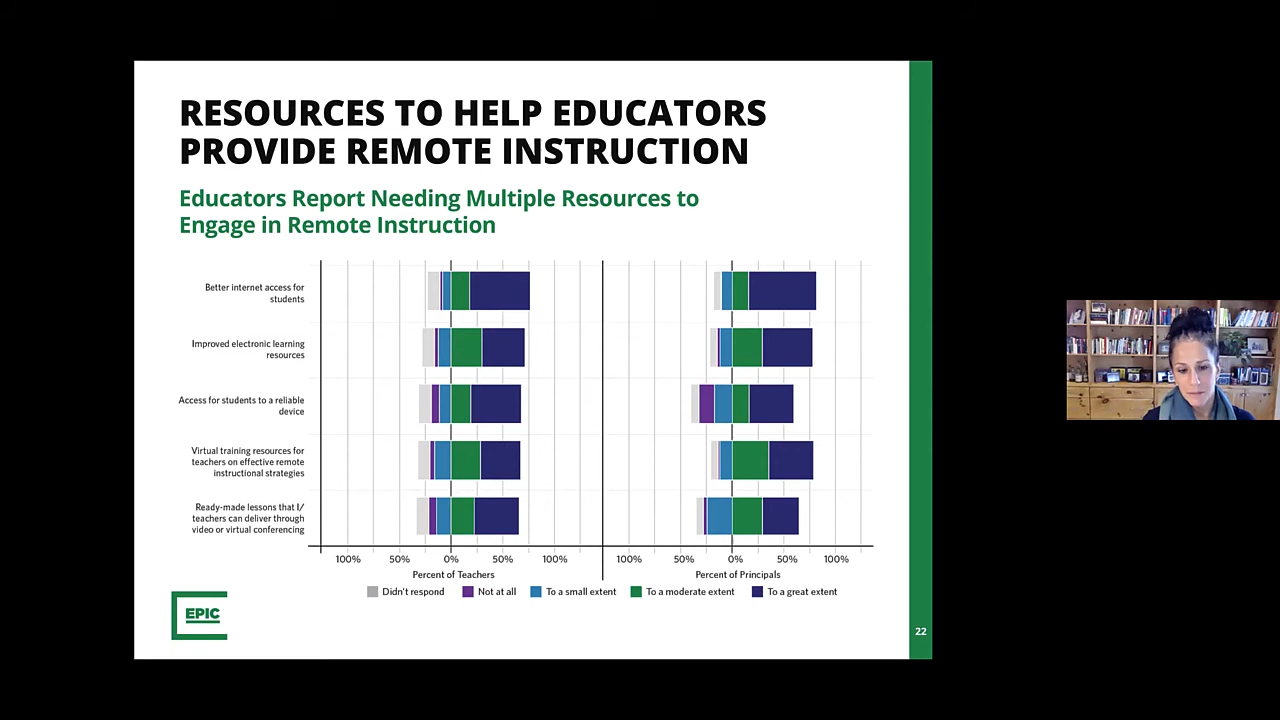 RESOURCES TO HELP EDUCATORS
PROVIDE REMOTE INSTRUCTION
Educators Report Needing Multiple Resources to
Engage in Remote Instruction
Better internet access for
students
Improved electronic learning
resources
Access for students to a reliable
device
Virtual training resources for
teachers on effective remote
instructional strategies
Ready-made lessons that I/
teachers can deliver through
video or virtual conferencing
100% 50% 0% 50% 100% 100% 50% 0% 50% 100%
Percent of Teachers Percent of Principals
Didn't respond Not at all To a small extent To a moderate extent To a great extent
EPIC
22